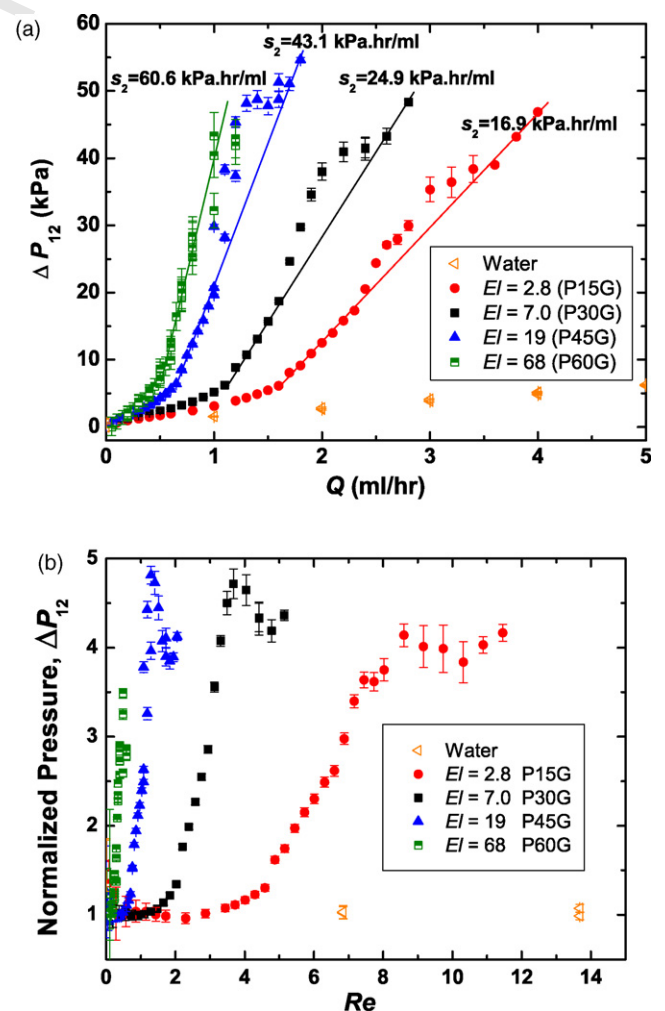 (a)
60
50
40
30
20
10
0
Δ P12 (kPa)
s2=43.1 kPa.hr/ml
s2=60.6 kPa.hr/ml
s2=24.9 kPa.hr/ml
s2=16.9 kPa.hr/ml
Water
El = 2.8 (P15G)
El = 7.0 (P30G)
El = 19 (P45G)
El = 68 (P60G)
0 1 2 3 4 5
Q (ml/hr)
(b)
5
4
3
2
1
Normalized Pressure, ΔP12
Water
El = 2.8 P15G
El = 7.0 P30G
El = 19 P45G
El = 68 P60G
0 2 4 6 8 10 12 14
Re